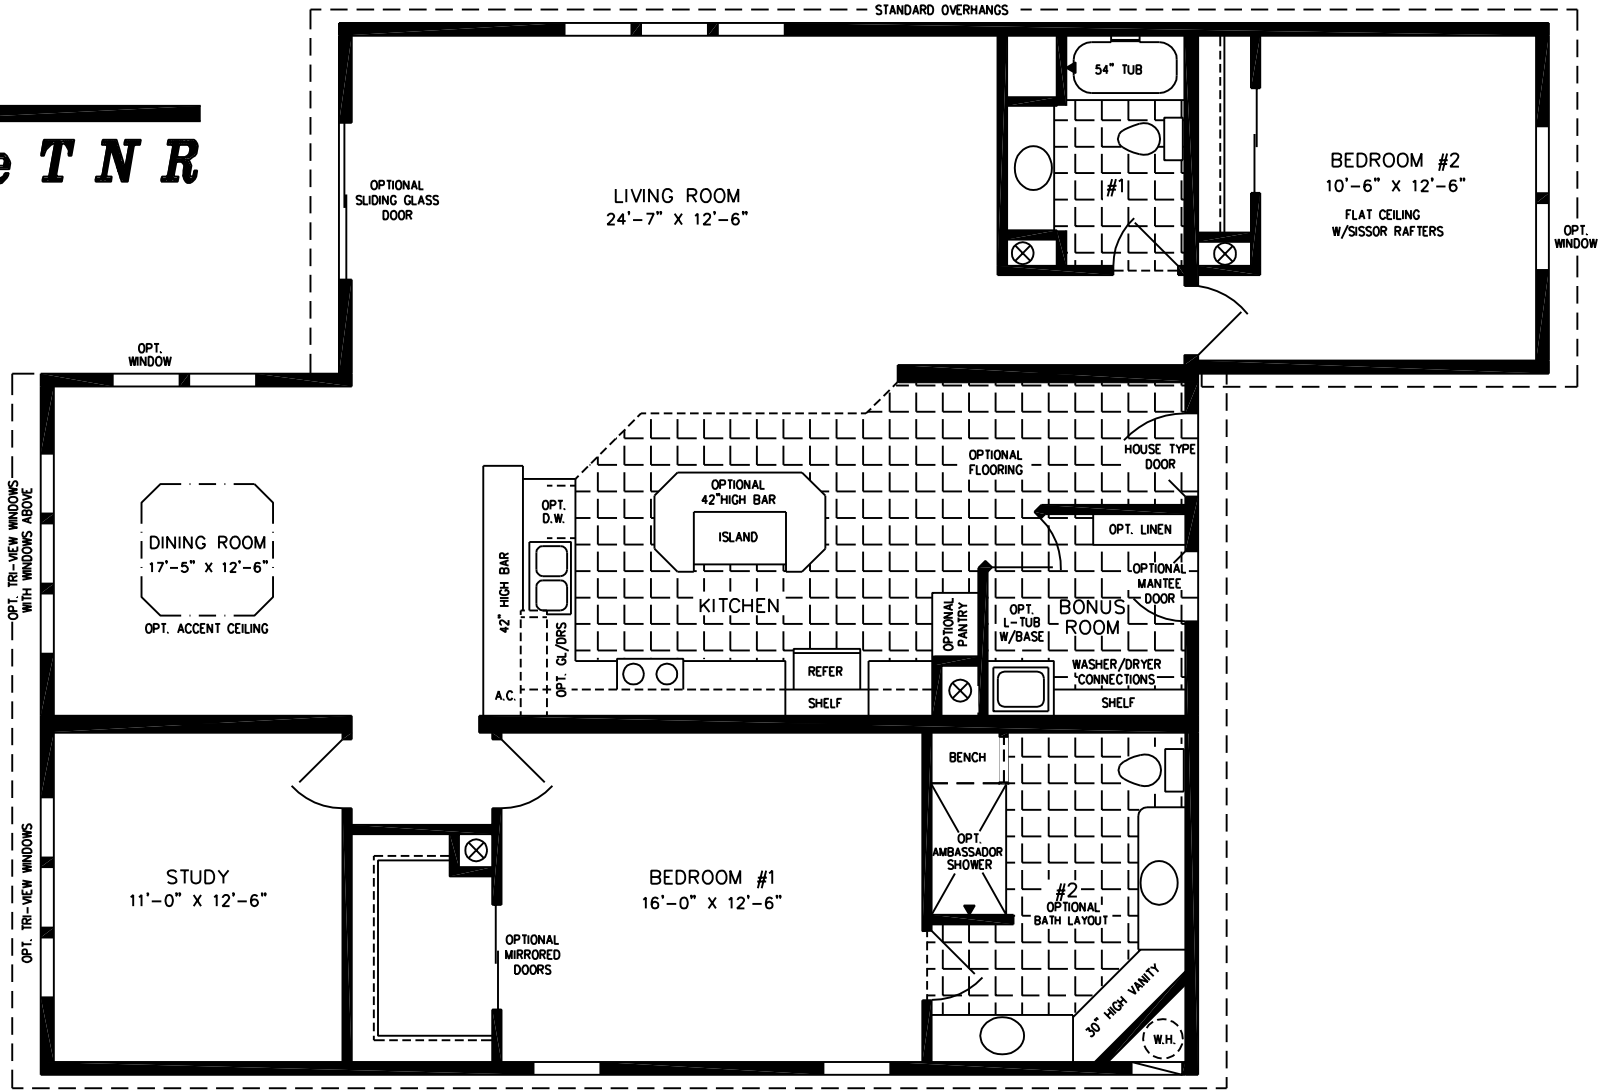 STANDARD OVERHANGS
e T N R
54" TUB
OPTIONAL
SLIDING GLASS
DOOR
LIVING ROOM
24'-7" X 12'-6"
#1
BEDROOM #2
10'-6" X 12'-6"
FLAT CEILING
W/SISSOR RAFTERS
OPT.
WINDOW
OPT.
WINDOW
OPTIONAL
FLOORING
HOUSE TYPE
DOOR
OPT. TRI-VIEW WINDOWS
WITH WINDOWS ABOVE
DINING ROOM
17'-5" X 12'-6"
OPT. ACCENT CEILING
42" HIGH BAR
OPT.
D.W.
OPTIONAL
42"HIGH BAR
ISLAND
KITCHEN
OPT. LINEN
OPTIONAL
MANTEE
DOOR
OPTIONAL
PANTRY
OPT.
L-TUB
W/BASE
BONUS
ROOM
WASHER/DRYER
CONNECTIONS
SHELF
OPT. GL/DRS
A.C.
REFER
SHELF
OPT. TRI-VIEW WINDOWS
STUDY
11'-0" X 12'-6"
OPTIONAL
MIRRORED
DOORS
BEDROOM #1
16'-0" X 12'-6"
BENCH
OPT.
AMBASSADOR
SHOWER
#2
OPTIONAL
BATH LAYOUT
30" HIGH VANITY
W.H.